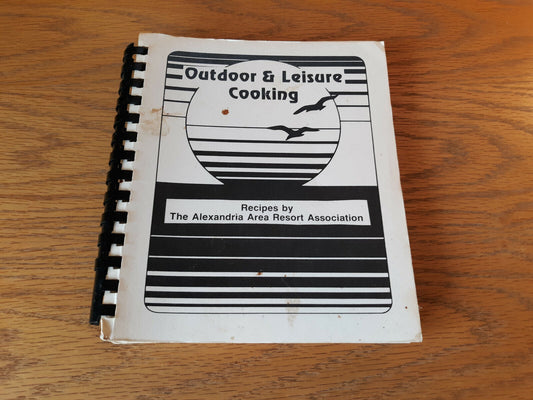 Outdoor & Leisure
Cooking
Recipes by
The Alexandria Area Resort Association